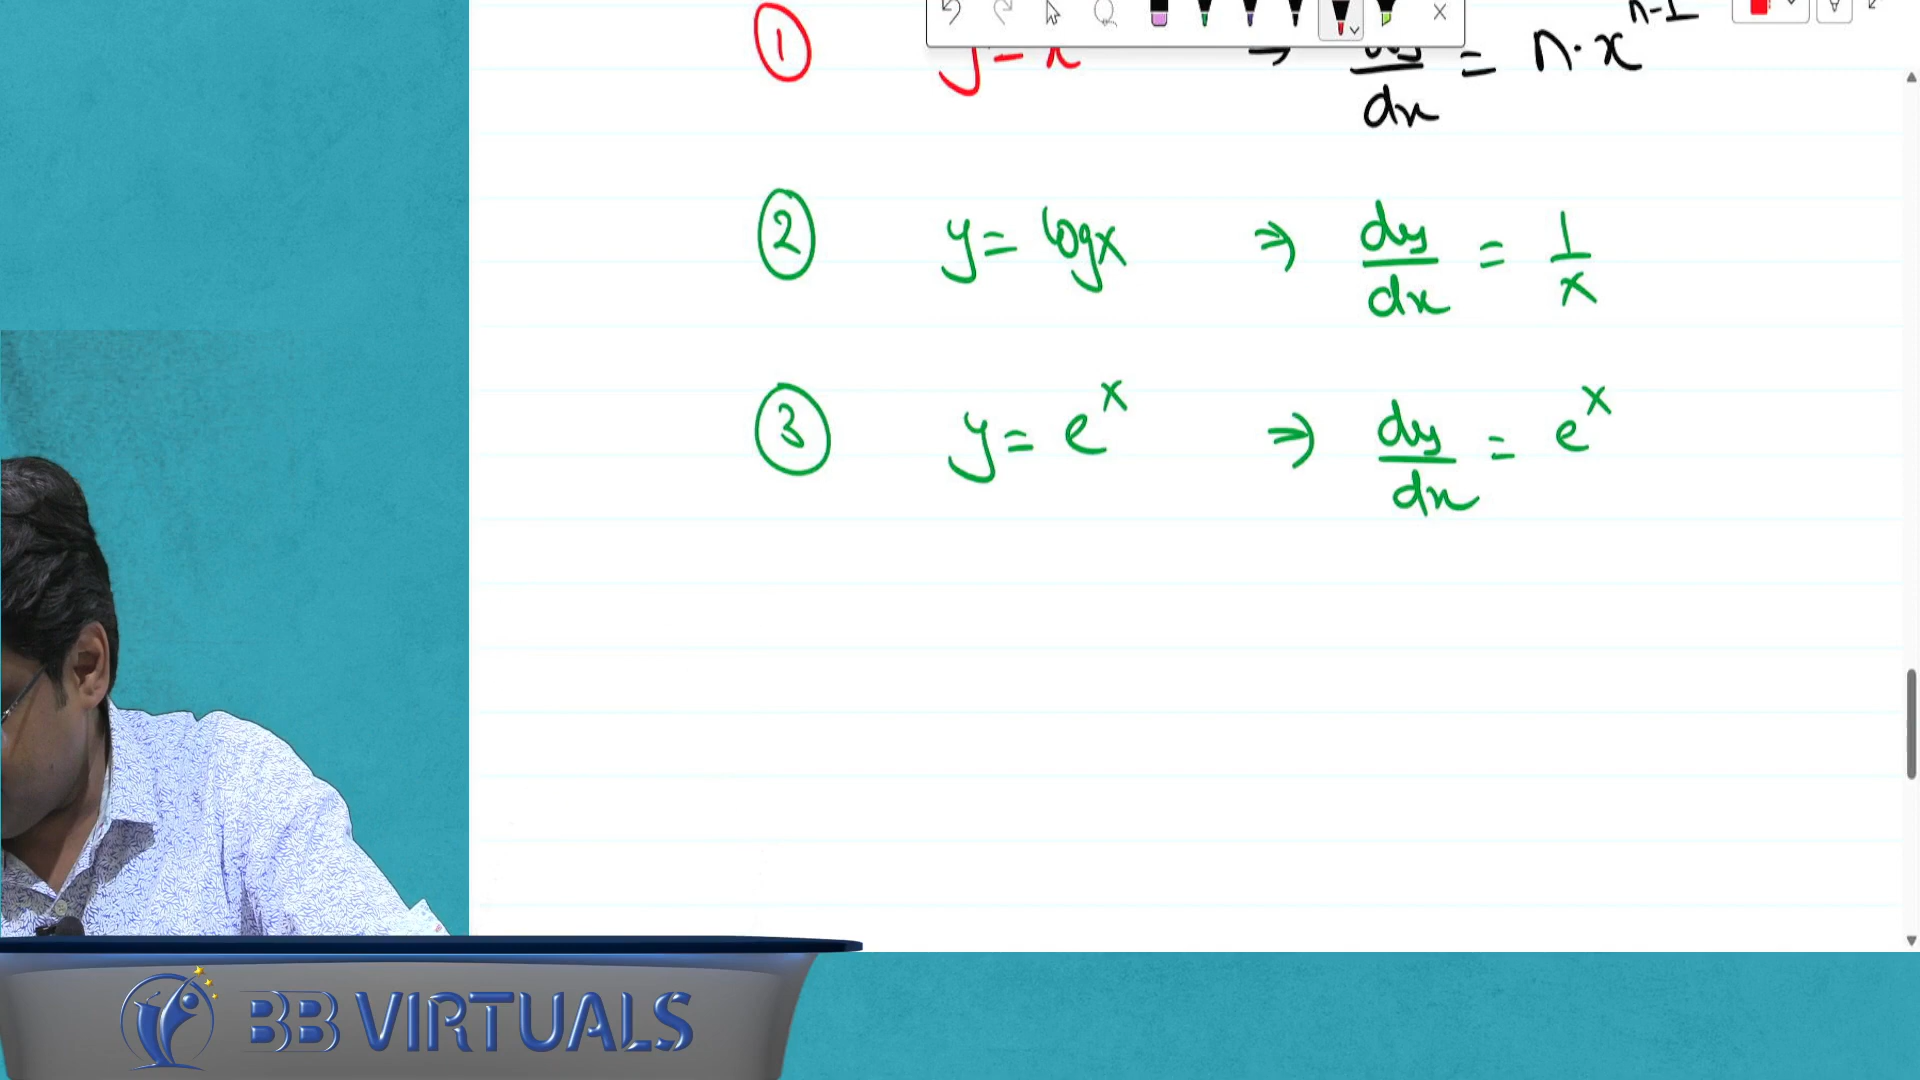 ① y = x ⇒ dy/dx = n·x^(n-1)
② y = logx ⇒ dy/dx = 1/x
③ y = e^x ⇒ dy/dx = e^x
BB VIRTUALS